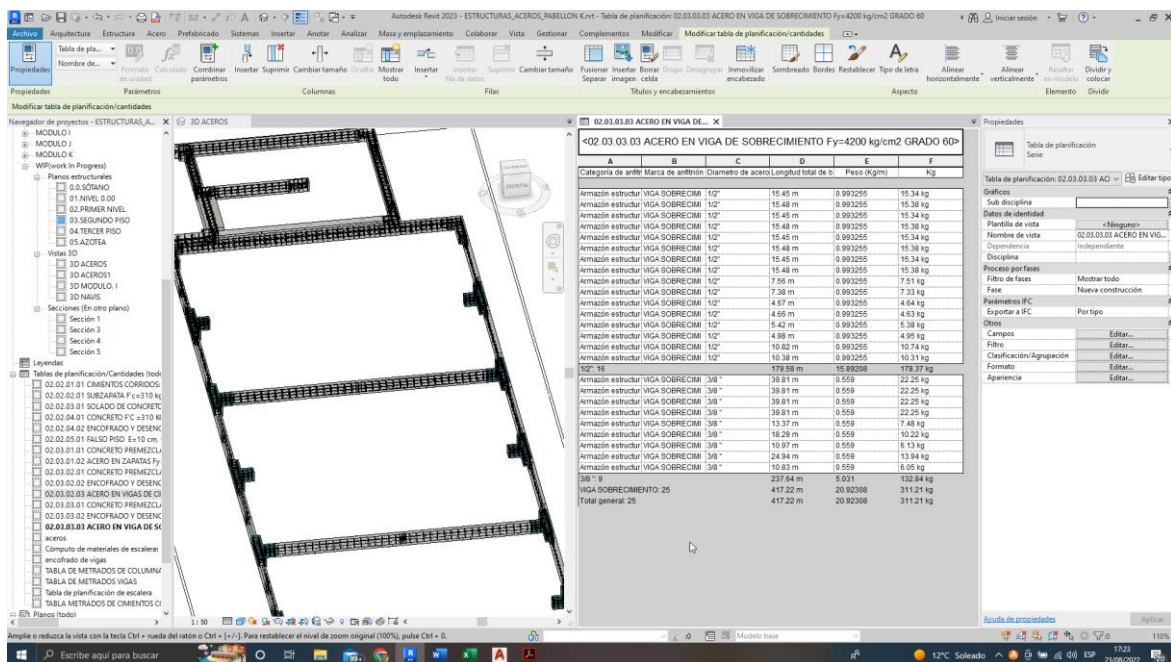 Autodesk Revit 2023 - ESTRUCTURAS_ACEROS_PABELLON K.rvt - Tabla de planificación: 02.03.03.03 ACERO EN VIGA DE SOBRECIMIENTO Fy=4200 kg/cm2 GRADO 60
Iniciar sesión
Archivo Arquitectura Estructura Acero Prefabricado Sistemas Insertar Anotar Analizar Masa y emplazamiento Colaborar Vista Gestionar Complementos Modificar Modificar tabla de planificación/cantidades
Tabla de pla...
Nombre de...
Propiedades Formato de unidad Calculado Combinar parámetros Insertar Suprimir Cambiar tamaño Ocultar Mostrar todo Insertar Insertar fila de datos Suprimir Cambiar tamaño Fusionar Separar Insertar imagen Borrar celda Grupo Desagrupar Inmovilizar encabezado Sombreado Bordes Restablecer Tipo de letra Alinear horizontalmente Alinear verticalmente Resaltar en modelo Dividir y colocar
Propiedades Parámetros Columnas Filas Títulos y encabezamientos Aspecto Elemento Dividir
Modificar tabla de planificación/cantidades
Navegador de proyectos - ESTRUCTURAS_A...
MODULO I
MODULO J
MODULO K
WIP(work In Progress)
Planos estructurales
0.0.SÓTANO
01.NIVEL 0.00
02.PRIMER NIVEL
03.SEGUNDO PISO
04.TERCER PISO
05.AZOTEA
Vistas 3D
3D ACEROS
3D ACEROS1
3D MODULO. I
3D NAVIS
Secciones (En otro plano)
Sección 1
Sección 3
Sección 4
Sección 5
Leyendas
Tablas de planificación/Cantidades (todo
02.02.01.01 CIMIENTOS CORRIDOS:
02.02.02.01 SUBZAPATA F'c=310 kg
02.02.03.01 SOLADO DE CONCRETO
02.02.04.01 CONCRETO F'C =310 K
02.02.04.02 ENCOFRADO Y DESENC
02.02.05.01 FALSO PISO E=10 cm,
02.03.01.01 CONCRETO PREMEZCL
02.03.01.02 ACERO EN ZAPATAS Fy
02.03.02.01 CONCRETO PREMEZCL
02.03.02.02 ENCOFRADO Y DESENC
02.03.02.03 ACERO EN VIGAS DE CI
02.03.03.01 CONCRETO PREMEZCL
02.03.03.02 ENCOFRADO Y DESENC
02.03.03.03 ACERO EN VIGA DE SO
aceros
Cómputo de materiales de escaleras
encofrado de vigas
TABLA DE METRADOS DE COLUMNA
TABLA DE METRADOS VIGAS
Tabla de planificación de escalera
TABLA METRADOS DE CIMIENTOS CO
Planos (todo)
3D ACEROS
FRONTAL
1 : 50
02.03.03.03 ACERO EN VIGA DE...
<02.03.03.03 ACERO EN VIGA DE SOBRECIMIENTO Fy=4200 kg/cm2 GRADO 60>
A B C D E F
Categoría de anfitr Marca de anfitrión Diametro de acero Longitud total de b Peso (Kg/m) Kg
Armazón estructur VIGA SOBRECIMI 1/2" 15.45 m 0.993255 15.34 kg
Armazón estructur VIGA SOBRECIMI 1/2" 15.48 m 0.993255 15.38 kg
Armazón estructur VIGA SOBRECIMI 1/2" 15.45 m 0.993255 15.34 kg
Armazón estructur VIGA SOBRECIMI 1/2" 15.48 m 0.993255 15.38 kg
Armazón estructur VIGA SOBRECIMI 1/2" 15.45 m 0.993255 15.34 kg
Armazón estructur VIGA SOBRECIMI 1/2" 15.48 m 0.993255 15.38 kg
Armazón estructur VIGA SOBRECIMI 1/2" 15.45 m 0.993255 15.34 kg
Armazón estructur VIGA SOBRECIMI 1/2" 15.48 m 0.993255 15.38 kg
Armazón estructur VIGA SOBRECIMI 1/2" 7.56 m 0.993255 7.51 kg
Armazón estructur VIGA SOBRECIMI 1/2" 7.38 m 0.993255 7.33 kg
Armazón estructur VIGA SOBRECIMI 1/2" 4.67 m 0.993255 4.64 kg
Armazón estructur VIGA SOBRECIMI 1/2" 4.66 m 0.993255 4.63 kg
Armazón estructur VIGA SOBRECIMI 1/2" 5.42 m 0.993255 5.38 kg
Armazón estructur VIGA SOBRECIMI 1/2" 4.98 m 0.993255 4.95 kg
Armazón estructur VIGA SOBRECIMI 1/2" 10.82 m 0.993255 10.74 kg
Armazón estructur VIGA SOBRECIMI 1/2" 10.38 m 0.993255 10.31 kg
1/2": 16 179.58 m 15.89208 178.37 kg
Armazón estructur VIGA SOBRECIMI 3/8 " 39.81 m 0.559 22.25 kg
Armazón estructur VIGA SOBRECIMI 3/8 " 39.81 m 0.559 22.25 kg
Armazón estructur VIGA SOBRECIMI 3/8 " 39.81 m 0.559 22.25 kg
Armazón estructur VIGA SOBRECIMI 3/8 " 39.81 m 0.559 22.25 kg
Armazón estructur VIGA SOBRECIMI 3/8 " 13.37 m 0.559 7.48 kg
Armazón estructur VIGA SOBRECIMI 3/8 " 18.29 m 0.559 10.22 kg
Armazón estructur VIGA SOBRECIMI 3/8 " 10.97 m 0.559 6.13 kg
Armazón estructur VIGA SOBRECIMI 3/8 " 24.94 m 0.559 13.94 kg
Armazón estructur VIGA SOBRECIMI 3/8 " 10.83 m 0.559 6.05 kg
3/8 ": 9 237.64 m 5.031 132.84 kg
VIGA SOBRECIMIENTO: 25 417.22 m 20.92308 311.21 kg
Total general: 25 417.22 m 20.92308 311.21 kg
Propiedades
Tabla de planificación
Serie
Tabla de planificación: 02.03.03.03 ACI Editar tipo
Gráficos
Sub disciplina
Datos de identidad
Plantilla de vista <Ninguno>
Nombre de vista 02.03.03.03 ACERO EN VIG...
Dependencia Independiente
Disciplina
Proceso por fases
Filtro de fases Mostrar todo
Fase Nueva construcción
Parámetros IFC
Exportar a IFC Por tipo
Otros
Campos Editar...
Filtro Editar...
Clasificación/Agrupación Editar...
Formato Editar...
Apariencia Editar...
Ayuda de propiedades Aplicar
Amplíe o reduzca la vista con la tecla Ctrl + rueda del ratón o Ctrl + [+/-]. Para restablecer el nivel de zoom original (100%), pulse Ctrl + 0.
:0 Modelo base
:0 110%
Escribe aquí para buscar
12°C Soleado ESP 17:23
23/08/2022